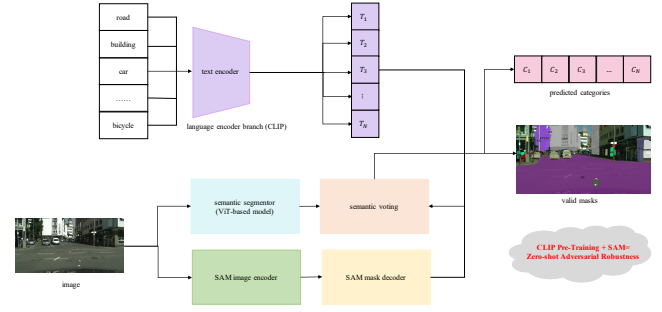 road
building
car
......
bicycle
text encoder
language encoder branch (CLIP)
T1
T2
T3
⋮
TN
C1 C2 C3 ... CN
predicted categories
semantic segmentor
(ViT-based model)
semantic voting
valid masks
image
SAM image encoder
SAM mask decoder
CLIP Pre-Training + SAM=
Zero-shot Adversarial Robustness